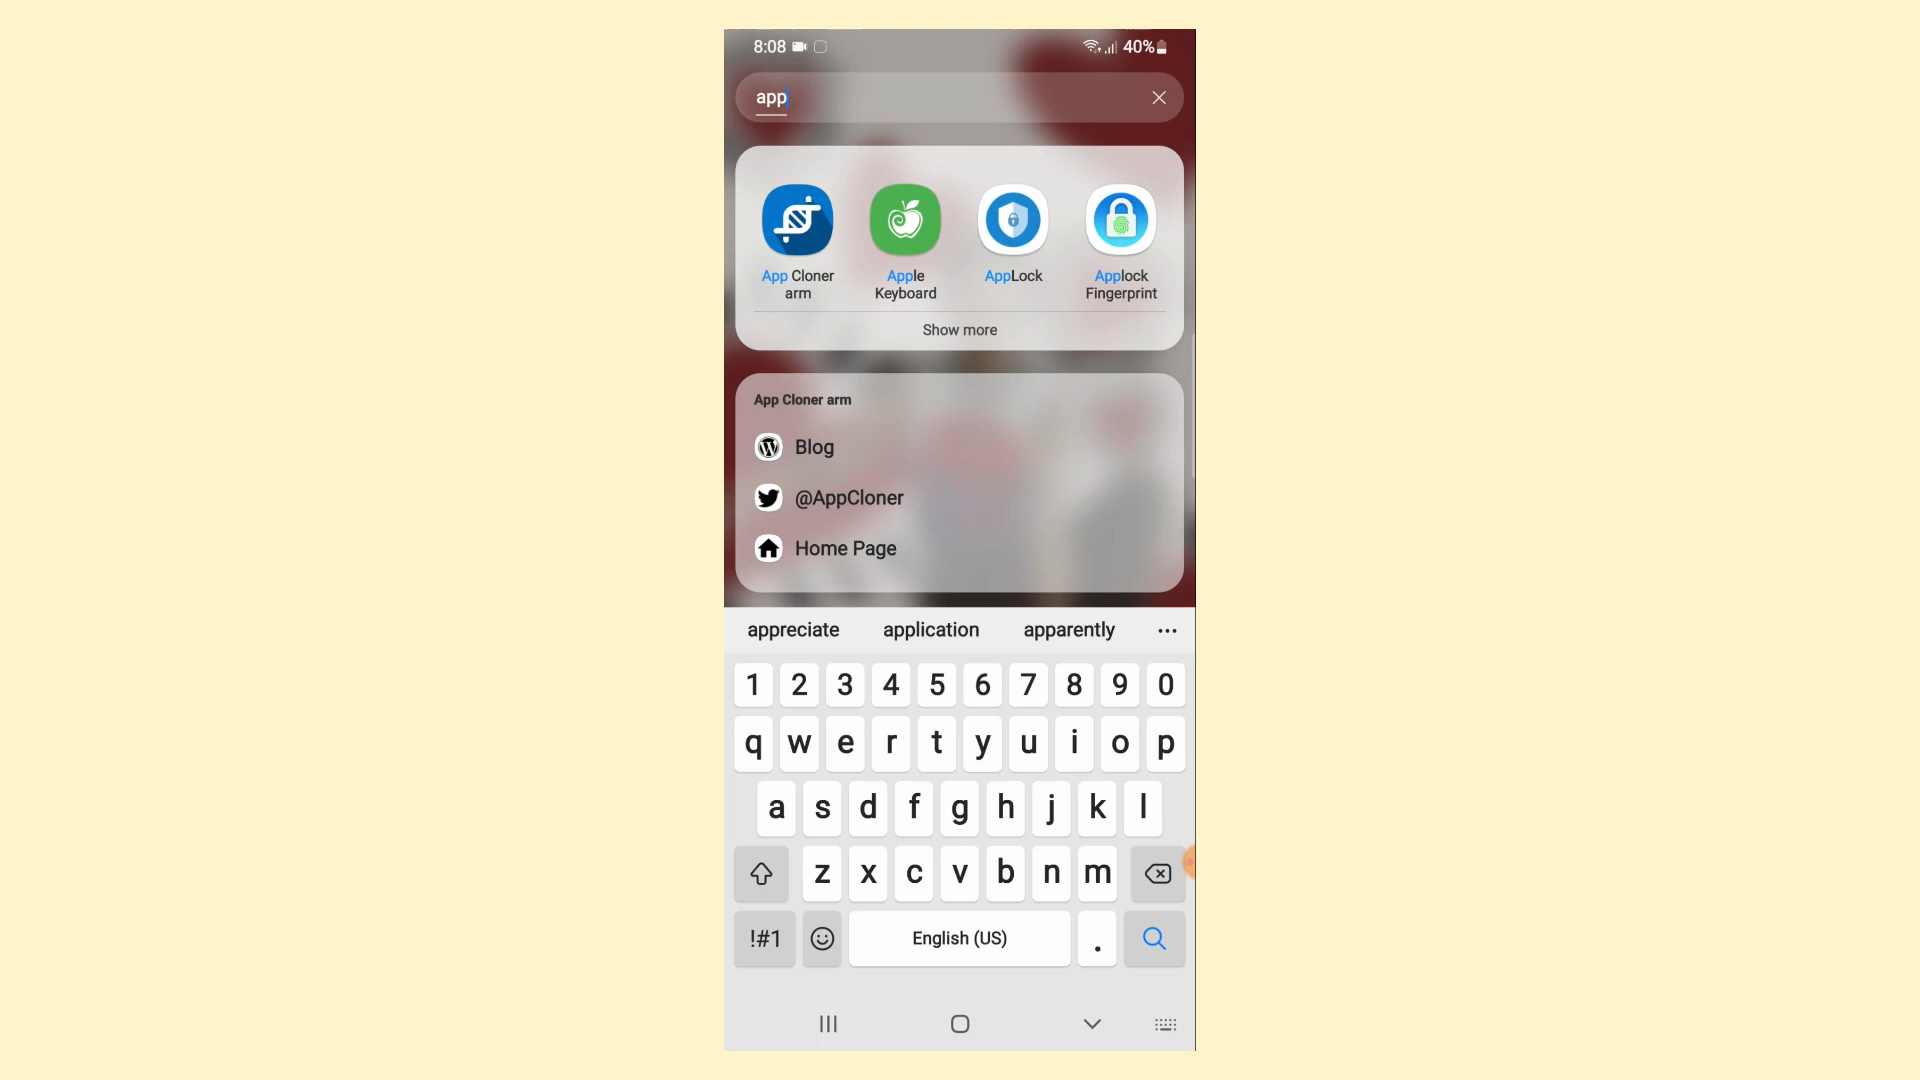 8:08 40%
app
App Cloner arm
Apple Keyboard
AppLock
Applock Fingerprint
Show more
App Cloner arm
Blog
@AppCloner
Home Page
appreciate application apparently ...
1 2 3 4 5 6 7 8 9 0
q w e r t y u i o p
a s d f g h j k l
z x c v b n m
!#1 English (US) .